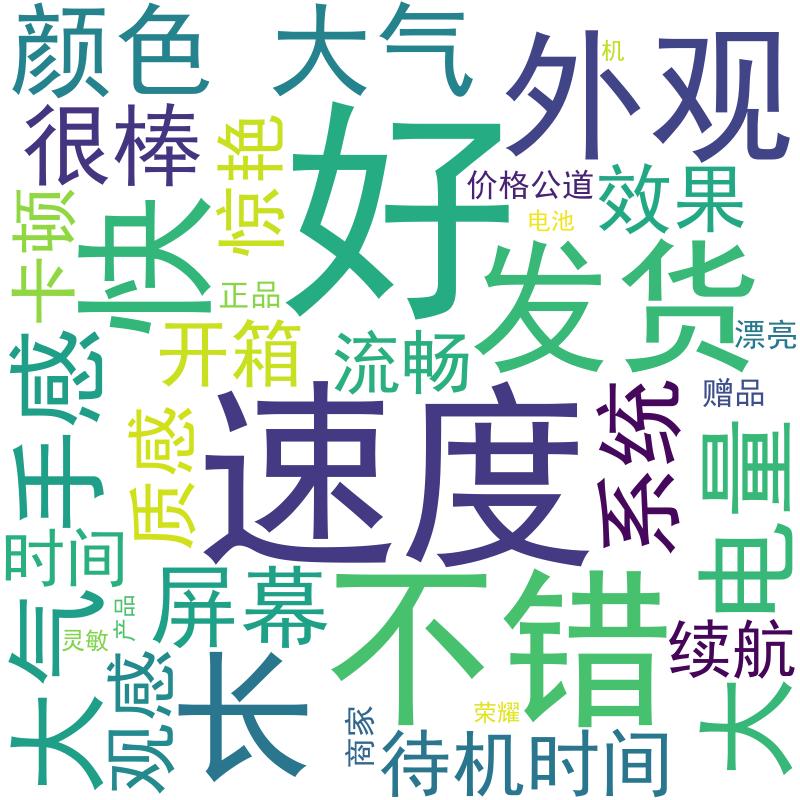 颜色
大气
外观
机
很棒
惊艳
好
价格公道
效果
电池
卡顿
快
发货
正品
开箱
流畅
漂亮
手感
质感
速度
系统
赠品
电量
时间
大气
产品
灵敏
屏幕
不错
续航
观感
长
大
荣耀
商家
待机时间